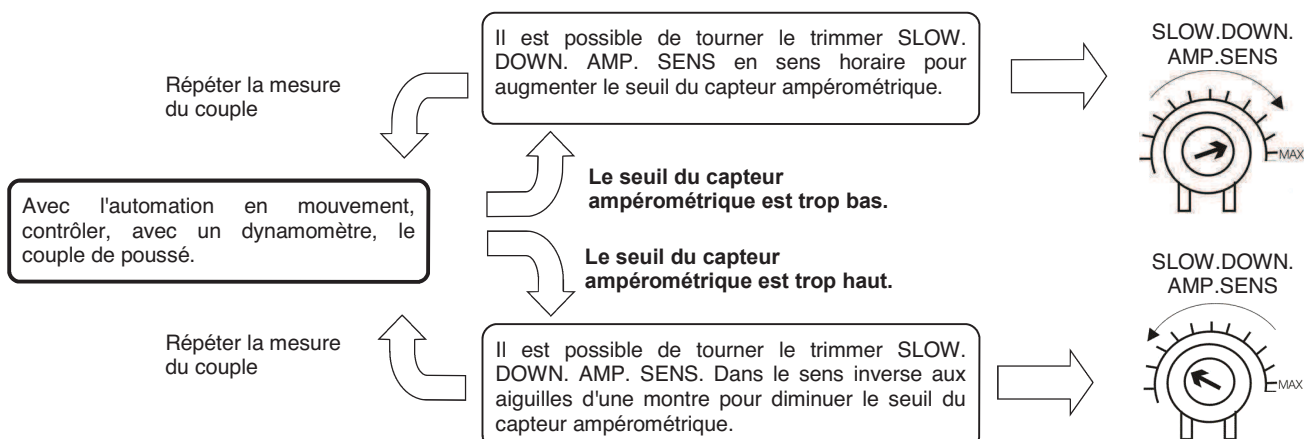 Il est possible de tourner le trimmer SLOW.
DOWN. AMP. SENS en sens horaire pour
augmenter le seuil du capteur ampérométrique.
SLOW.DOWN.
AMP.SENS
MAX
Répéter la mesure
du couple
Le seuil du capteur
ampérométrique est trop bas.
Avec l'automation en mouvement,
contrôler, avec un dynamomètre, le
couple de poussé.
Le seuil du capteur
ampérométrique est trop haut.
SLOW.DOWN.
AMP.SENS
MAX
Répéter la mesure
du couple
Il est possible de tourner le trimmer SLOW.
DOWN. AMP. SENS. Dans le sens inverse aux
aiguilles d'une montre pour diminuer le seuil du
capteur ampérométrique.